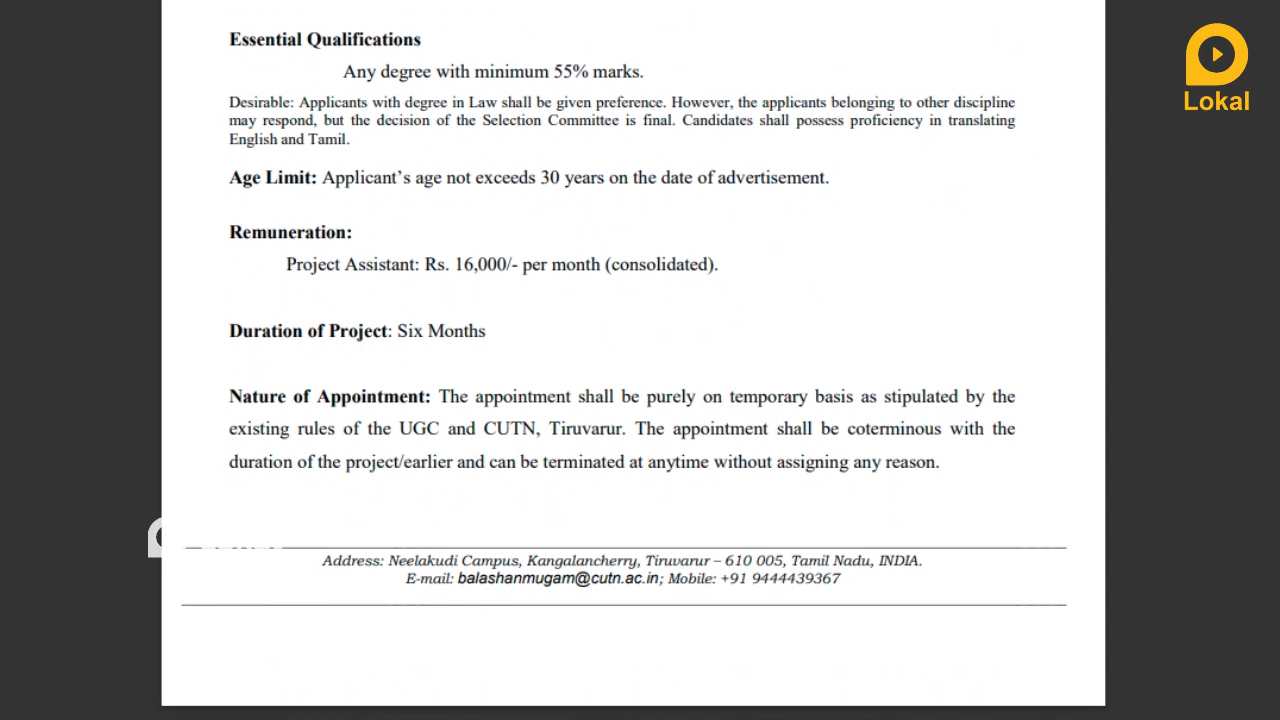 Lokal
Essential Qualifications
Any degree with minimum 55% marks.
Desirable: Applicants with degree in Law shall be given preference. However, the applicants belonging to other discipline
may respond, but the decision of the Selection Committee is final. Candidates shall possess proficiency in translating
English and Tamil.
Age Limit: Applicant’s age not exceeds 30 years on the date of advertisement.
Remuneration:
Project Assistant: Rs. 16,000/- per month (consolidated).
Duration of Project: Six Months
Nature of Appointment: The appointment shall be purely on temporary basis as stipulated by the
existing rules of the UGC and CUTN, Tiruvarur. The appointment shall be coterminous with the
duration of the project/earlier and can be terminated at anytime without assigning any reason.
Address: Neelakudi Campus, Kangalancherry, Tiruvarur – 610 005, Tamil Nadu, INDIA.
E-mail: balashanmugam@cutn.ac.in; Mobile: +91 9444439367